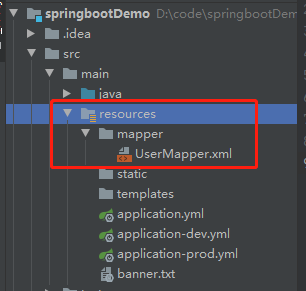 springbootDemo D:\code\springbootDem
.idea
src
main
java
resources
mapper
UserMapper.xml
static
templates
application.yml
application-dev.yml
application-prod.yml
banner.txt